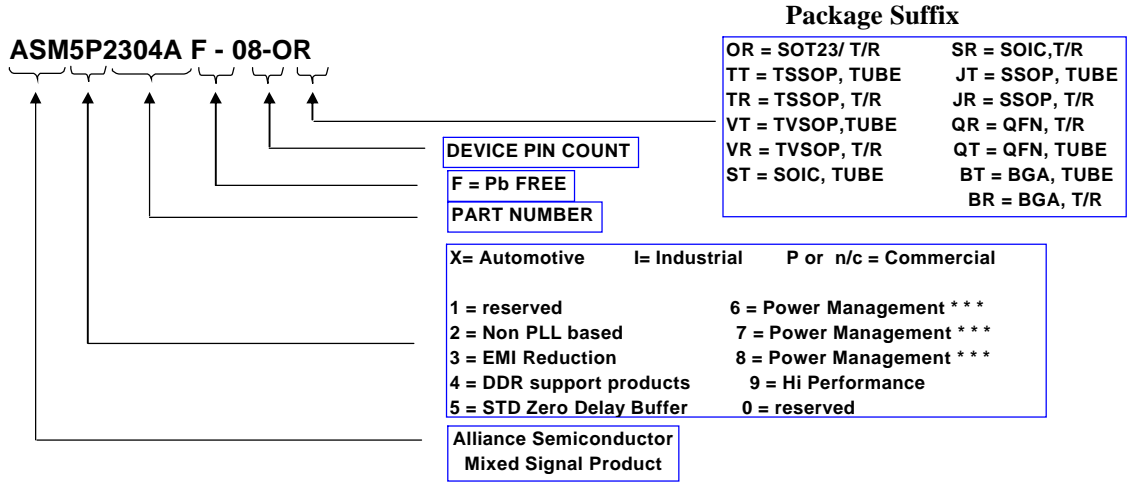 Package Suffix
ASM5P2304A F - 08-OR
OR = SOT23/ T/R SR = SOIC,T/R
TT = TSSOP, TUBE JT = SSOP, TUBE
TR = TSSOP, T/R JR = SSOP, T/R
VT = TVSOP,TUBE QR = QFN, T/R
VR = TVSOP, T/R QT = QFN, TUBE
ST = SOIC, TUBE BT = BGA, TUBE
BR = BGA, T/R
DEVICE PIN COUNT
F = Pb FREE
PART NUMBER
X= Automotive I= Industrial P or n/c = Commercial
1 = reserved 6 = Power Management * * *
2 = Non PLL based 7 = Power Management * * *
3 = EMI Reduction 8 = Power Management * * *
4 = DDR support products 9 = Hi Performance
5 = STD Zero Delay Buffer 0 = reserved
Alliance Semiconductor
Mixed Signal Product